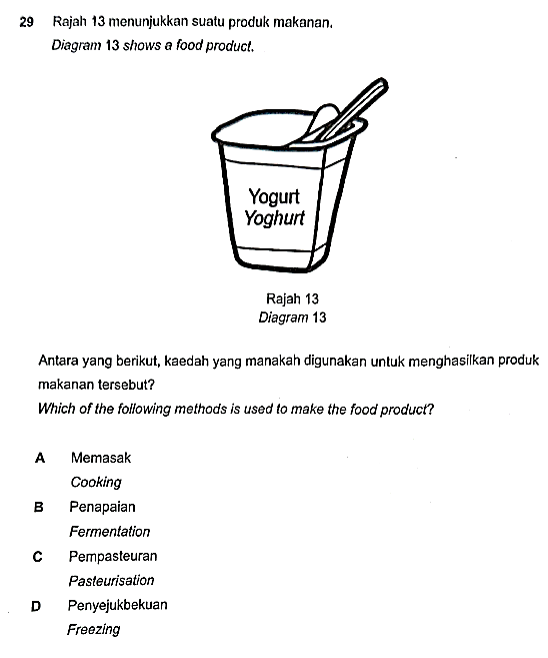 29 Rajah 13 menunjukkan suatu produk makanan.
Diagram 13 shows a food product.
Yogurt
Yoghurt
Rajah 13
Diagram 13
Antara yang berikut, kaedah yang manakah digunakan untuk menghasilkan produk
makanan tersebut?
Which of the following methods is used to make the food product?
A Memasak
Cooking
B Penapaian
Fermentation
C Pempasteuran
Pasteurisation
D Penyejukbekuan
Freezing